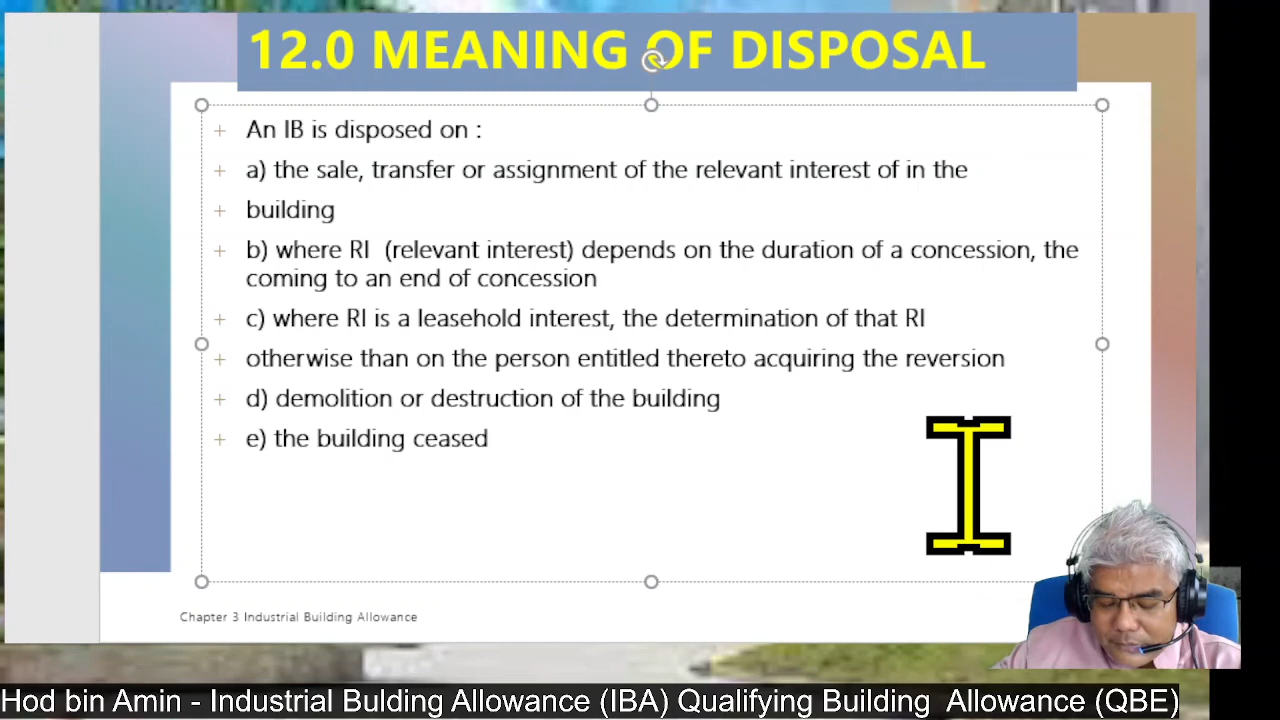 12.0 MEANING OF DISPOSAL
An IB is disposed on :
a) the sale, transfer or assignment of the relevant interest of in the
building
b) where RI (relevant interest) depends on the duration of a concession, the
coming to an end of concession
c) where RI is a leasehold interest, the determination of that RI
otherwise than on the person entitled thereto acquiring the reversion
d) demolition or destruction of the building
e) the building ceased
Chapter 3 Industrial Building Allowance
Hod bin Amin - Industrial Bulding Allowance (IBA) Qualifying Building Allowance (QBE)